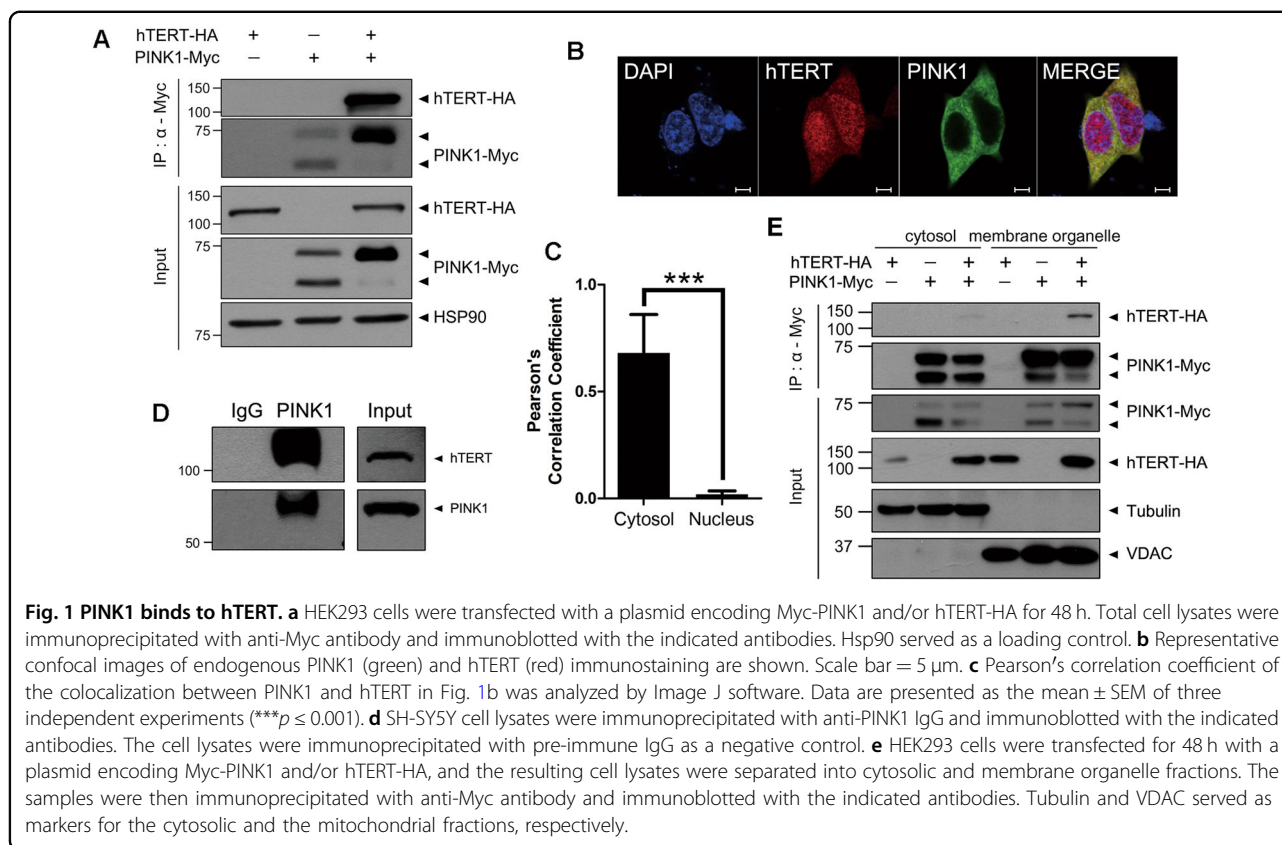 A
hTERT-HA + – +
PINK1-Myc – + +
IP : α - Myc
150
100
hTERT-HA
75
PINK1-Myc
Input
150
100
hTERT-HA
75
PINK1-Myc
HSP90
75
B
DAPI hTERT PINK1 MERGE
C
Pearson's
Correlation Coefficient
1.0
0.5
0.0
***
Cytosol Nucleus
D
IgG PINK1 Input
100
hTERT
PINK1
50
E
cytosol membrane organelle
hTERT-HA + – + + – +
PINK1-Myc – + + – + +
IP : α - Myc
150
100
hTERT-HA
75
PINK1-Myc
Input
75
PINK1-Myc
150
100
hTERT-HA
50
Tubulin
37
VDAC
Fig. 1 PINK1 binds to hTERT. a HEK293 cells were transfected with a plasmid encoding Myc-PINK1 and/or hTERT-HA for 48 h. Total cell lysates were
immunoprecipitated with anti-Myc antibody and immunoblotted with the indicated antibodies. Hsp90 served as a loading control. b Representative
confocal images of endogenous PINK1 (green) and hTERT (red) immunostaining are shown. Scale bar = 5 μm. c Pearson's correlation coefficient of
the colocalization between PINK1 and hTERT in Fig. 1b was analyzed by Image J software. Data are presented as the mean ± SEM of three
independent experiments (***p ≤ 0.001). d SH-SY5Y cell lysates were immunoprecipitated with anti-PINK1 IgG and immunoblotted with the indicated
antibodies. The cell lysates were immunoprecipitated with pre-immune IgG as a negative control. e HEK293 cells were transfected for 48 h with a
plasmid encoding Myc-PINK1 and/or hTERT-HA, and the resulting cell lysates were separated into cytosolic and membrane organelle fractions. The
samples were then immunoprecipitated with anti-Myc antibody and immunoblotted with the indicated antibodies. Tubulin and VDAC served as
markers for the cytosolic and the mitochondrial fractions, respectively.